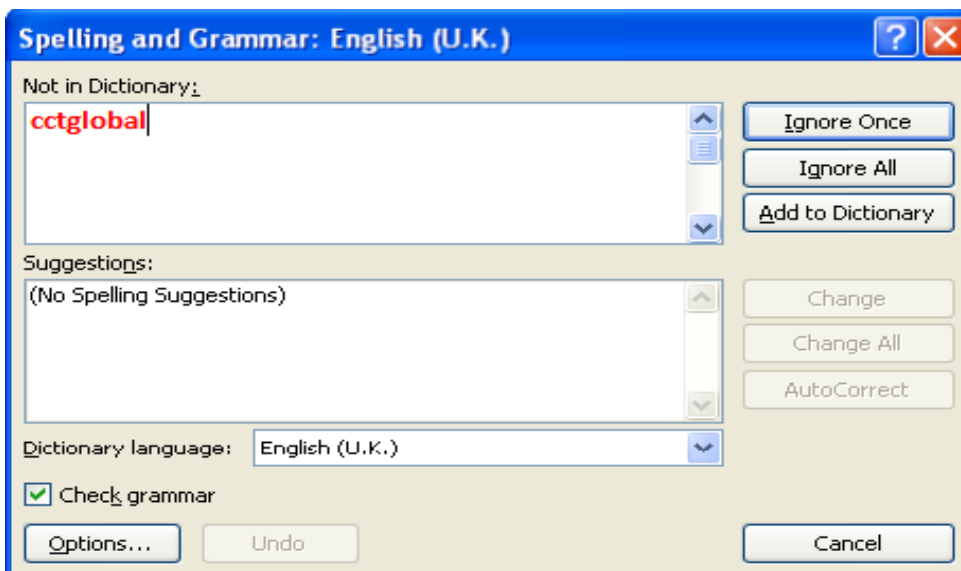 Spelling and Grammar: English (U.K.)
Not in Dictionary:
cctglobal
Ignore Once
Ignore All
Add to Dictionary
Suggestions:
(No Spelling Suggestions)
Change
Change All
AutoCorrect
Dictionary language: English (U.K.)
Check grammar
Options... Undo Cancel